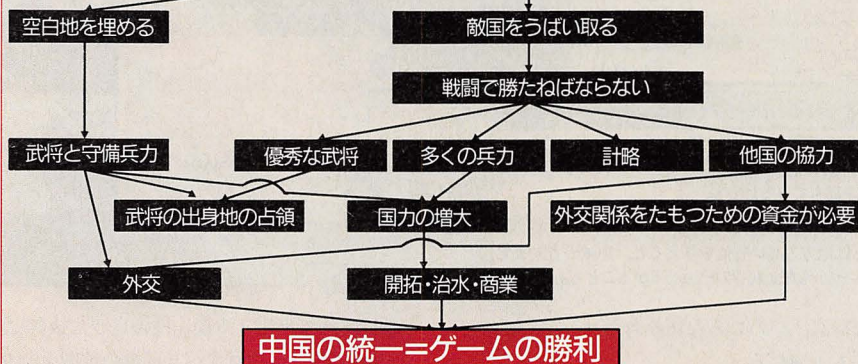 空白地を埋める
敵国をうばい取る
戦闘で勝たねばならない
武将と守備兵力
優秀な武将
多くの兵力
計略
他国の協力
武将の出身地の占領
国力の増大
外交関係をたもつための資金が必要
外交
開拓・治水・商業
中国の統一=ゲームの勝利